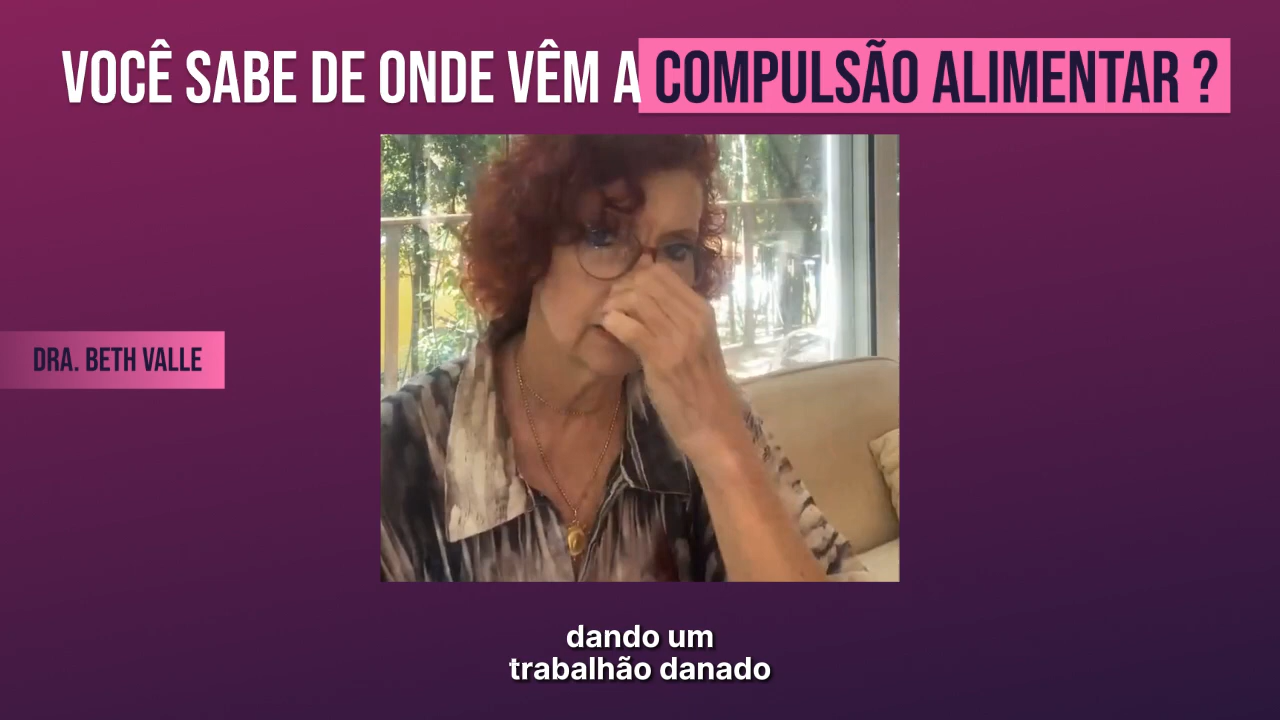 VOCÊ SABE DE ONDE VÊM A COMPULSÃO ALIMENTAR ?
DRA. BETH VALLE
dando um
trabalhão danado